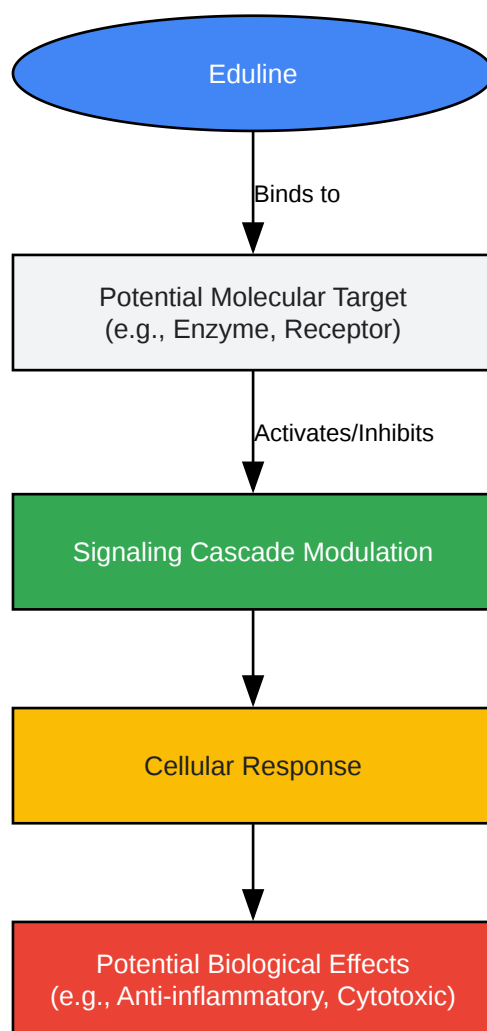 Eduline
Binds to
Potential Molecular Target
(e.g., Enzyme, Receptor)
Activates/Inhibits
Signaling Cascade Modulation
Cellular Response
Potential Biological Effects
(e.g., Anti-inflammatory, Cytotoxic)